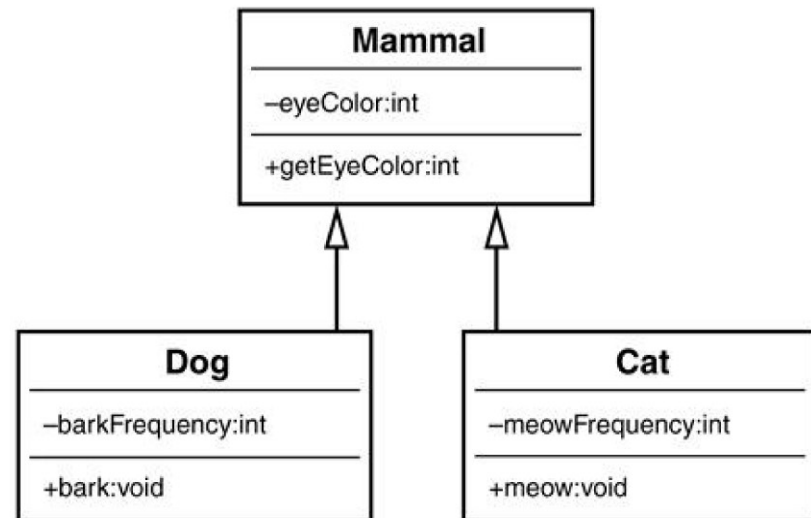 Mammal
–eyeColor:int
+getEyeColor:int
Dog
–barkFrequency:int
+bark:void
Cat
–meowFrequency:int
+meow:void